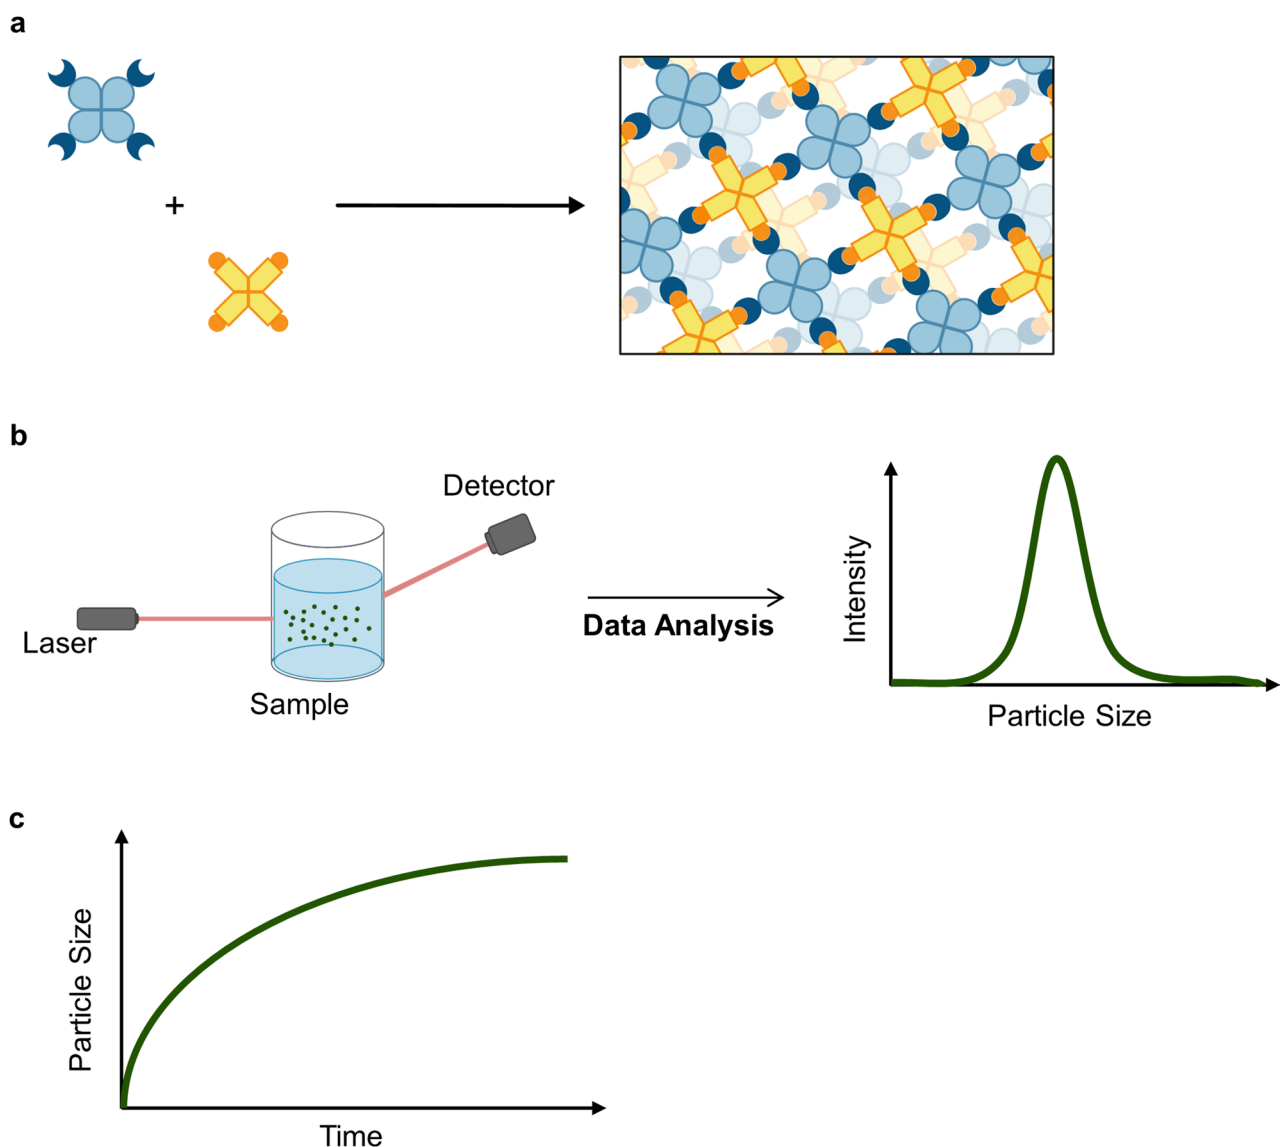 a
+
b
Detector
Laser
Sample
Data Analysis
Intensity
Particle Size
c
Particle Size
Time